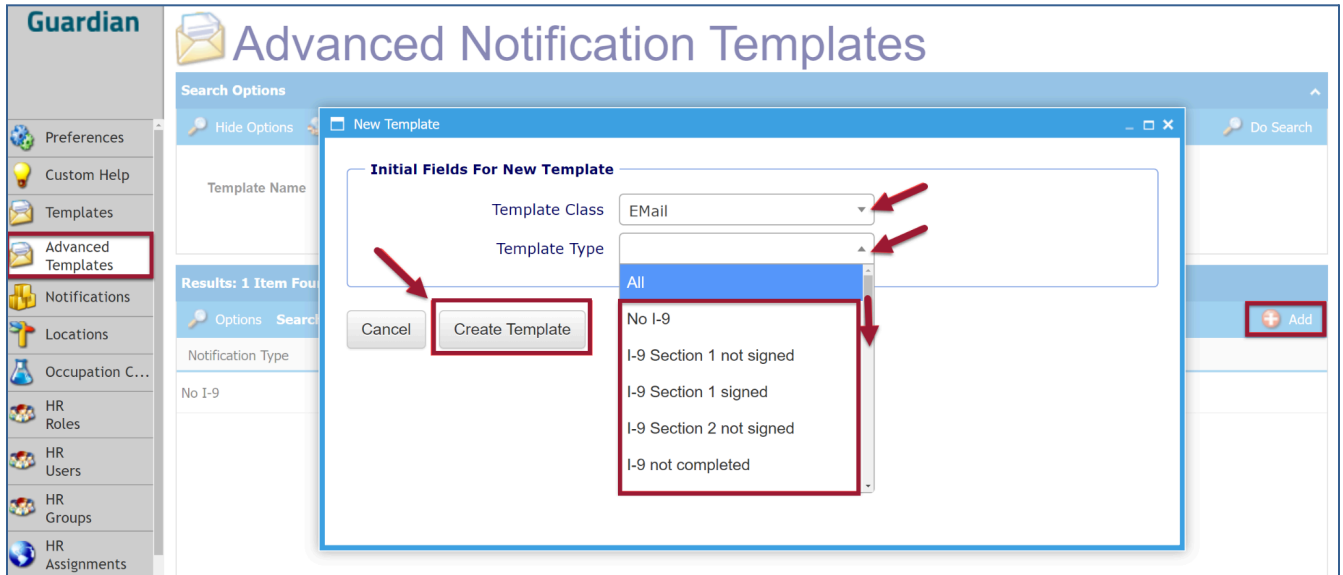 Guardian
Advanced Notification Templates
Search Options
Hide Options
Do Search
Template Name
Preferences
Custom Help
Templates
Advanced
Templates
Notifications
Locations
Occupation C...
HR
Roles
HR
Users
HR
Groups
HR
Assignments
New Template
Initial Fields For New Template
Template Class EMail
Template Type
All
No I-9
I-9 Section 1 not signed
I-9 Section 1 signed
I-9 Section 2 not signed
I-9 not completed
Cancel Create Template
Results: 1 Item Fou
Options Search
Add
Notification Type
No I-9